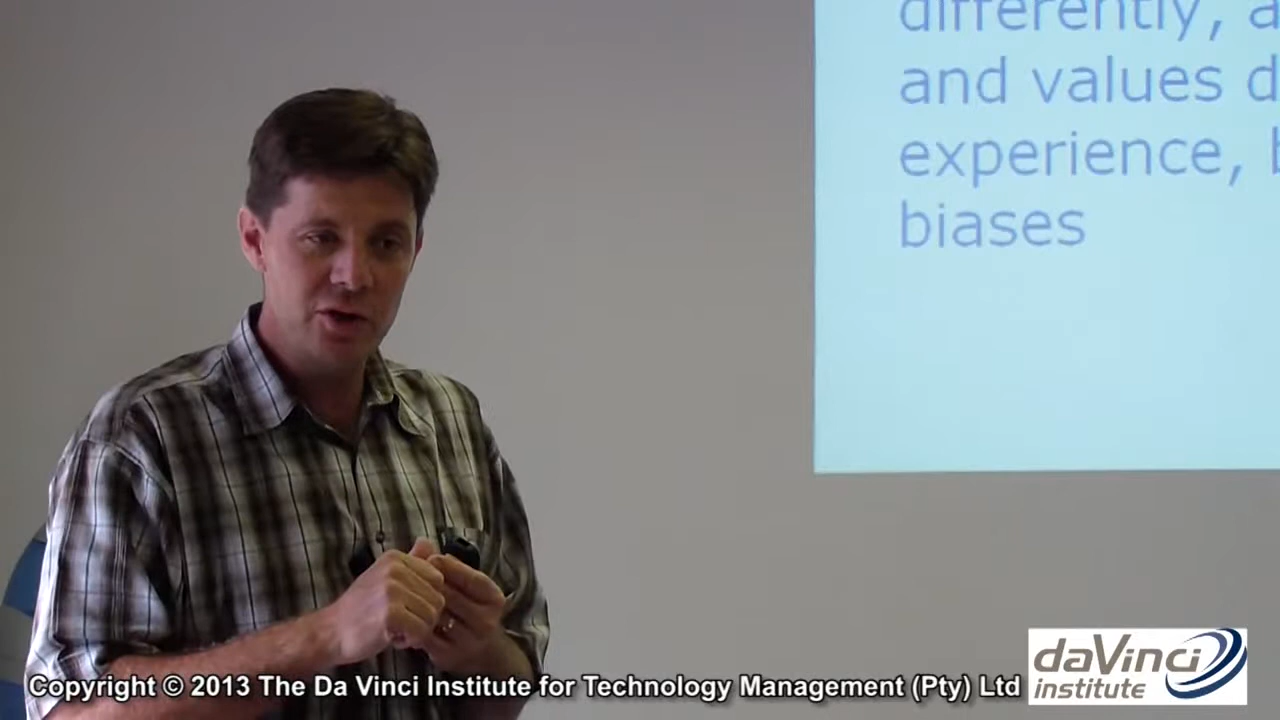 differently, a
and values d
experience, b
biases
Copyright © 2013 The Da Vinci Institute for Technology Management (Pty) Ltd
daVinci
institute